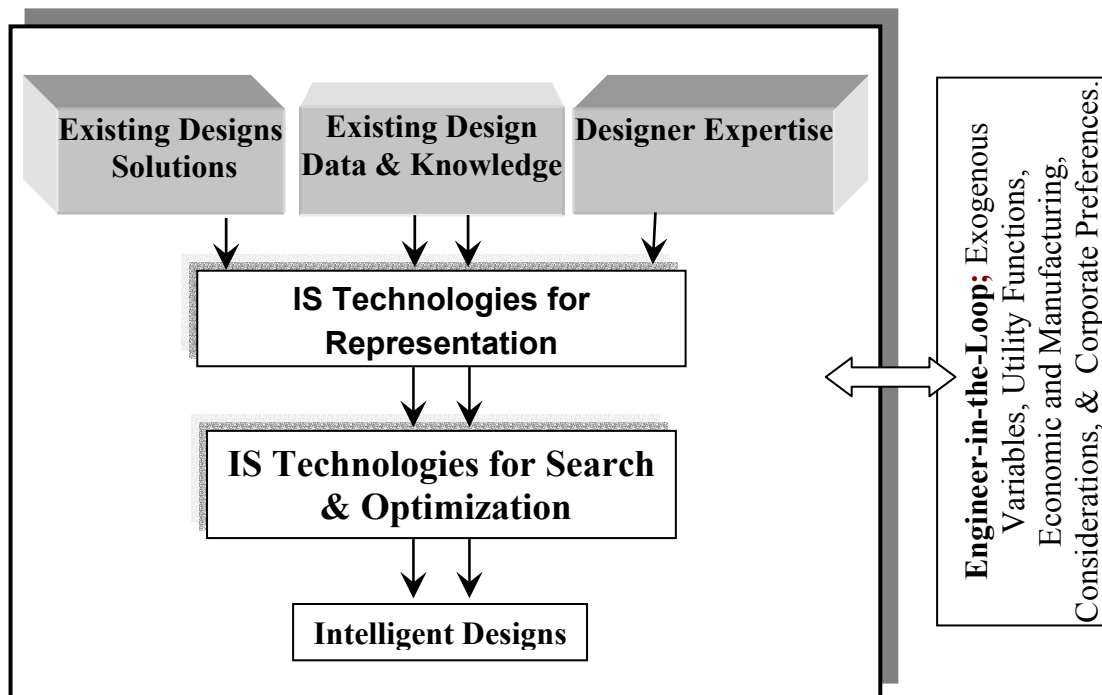 Existing Designs
Solutions
Existing Design
Data & Knowledge
Designer Expertise
IS Technologies for
Representation
IS Technologies for Search
& Optimization
Intelligent Designs
Engineer-in-the-Loop; Exogenous
Variables, Utility Functions,
Economic and Manufacturing,
Considerations, & Corporate Preferences.